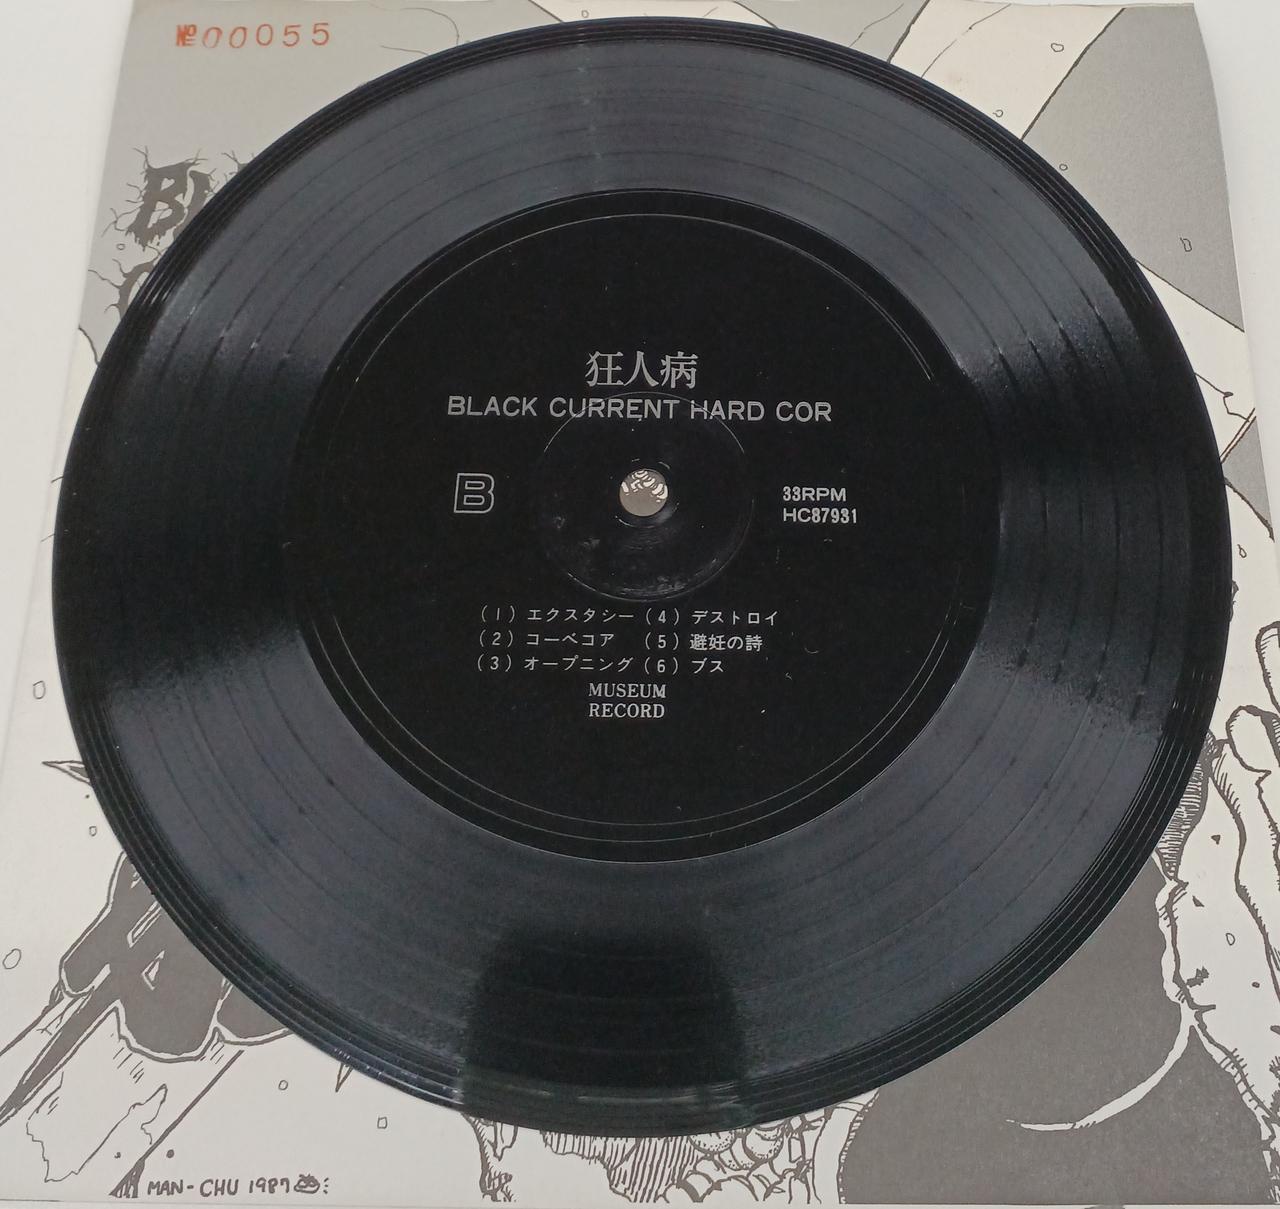 №00055
狂人病
BLACK CURRENT HARD COR
B
33RPM
HC87931
(1) エクスタシー (4) デストロイ
(2) コーベコア (5) 避妊の詩
(3) オープニング (6) ブス
MUSEUM
RECORD
MAN-CHU 1987